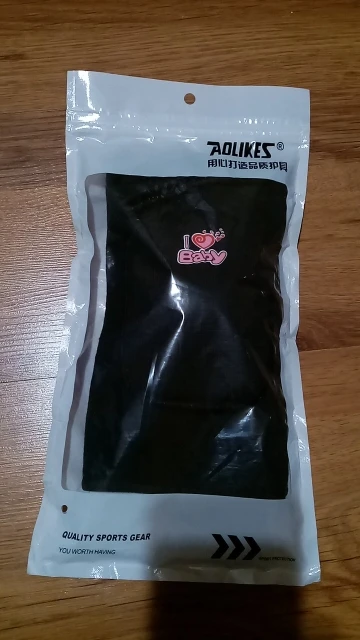 AOLIKES®
用心打造品质护具
I
Baby
QUALITY SPORTS GEAR
YOU WORTH HAVING